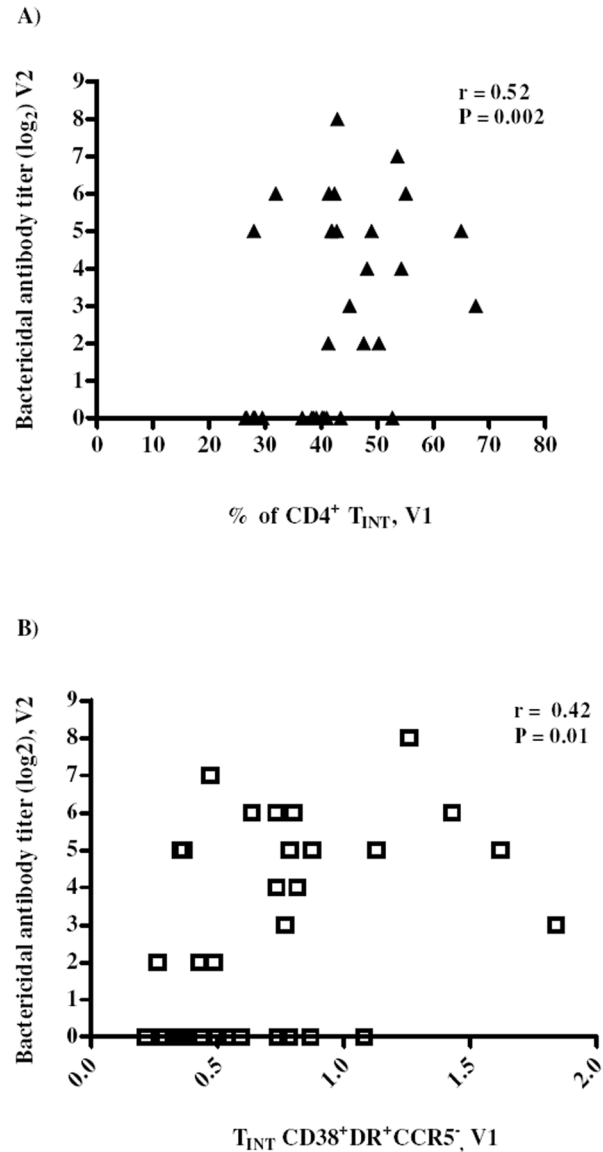 A)
Bactericidal antibody titer (log₂) V2
r = 0.52
P = 0.002
9
8
7
6
5
4
3
2
1
0
0 10 20 30 40 50 60 70 80
% of CD4⁺ T_INT, V1
B)
Bactericidal antibody titer (log2), V2
r = 0.42
P = 0.01
9
8
7
6
5
4
3
2
1
0
0.0 0.5 1.0 1.5 2.0
T_INT CD38⁺DR⁺CCR5⁻, V1